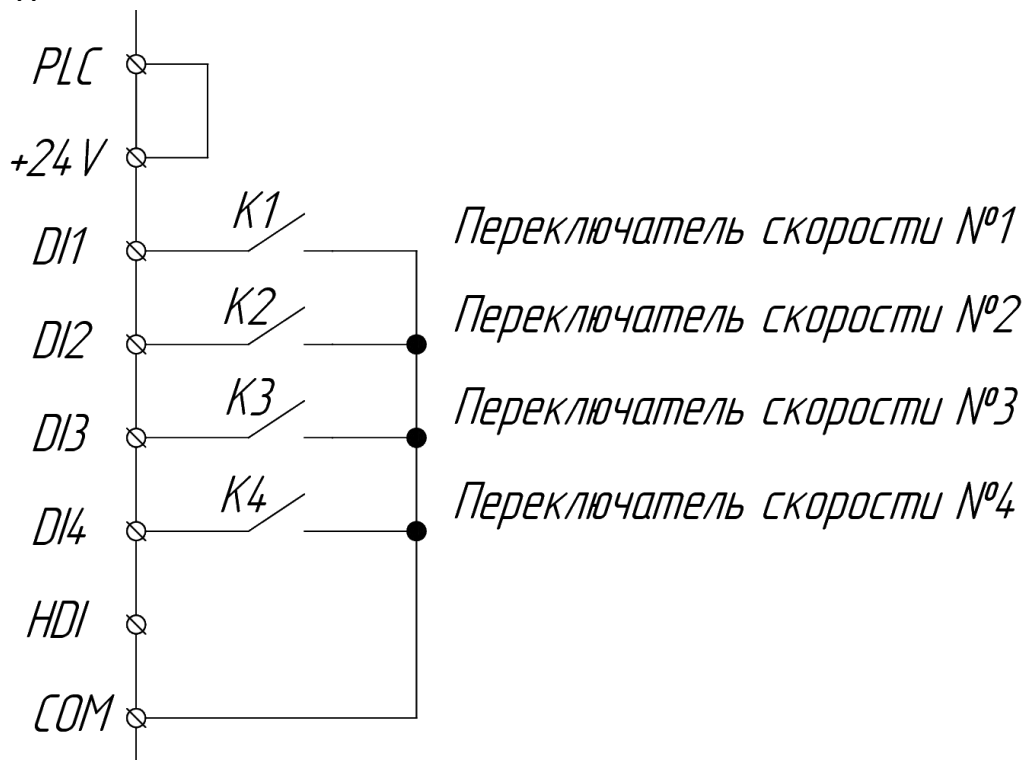 PLC
+24V
DI1 K1 Переключатель скорости №1
DI2 K2 Переключатель скорости №2
DI3 K3 Переключатель скорости №3
DI4 K4 Переключатель скорости №4
HDI
COM